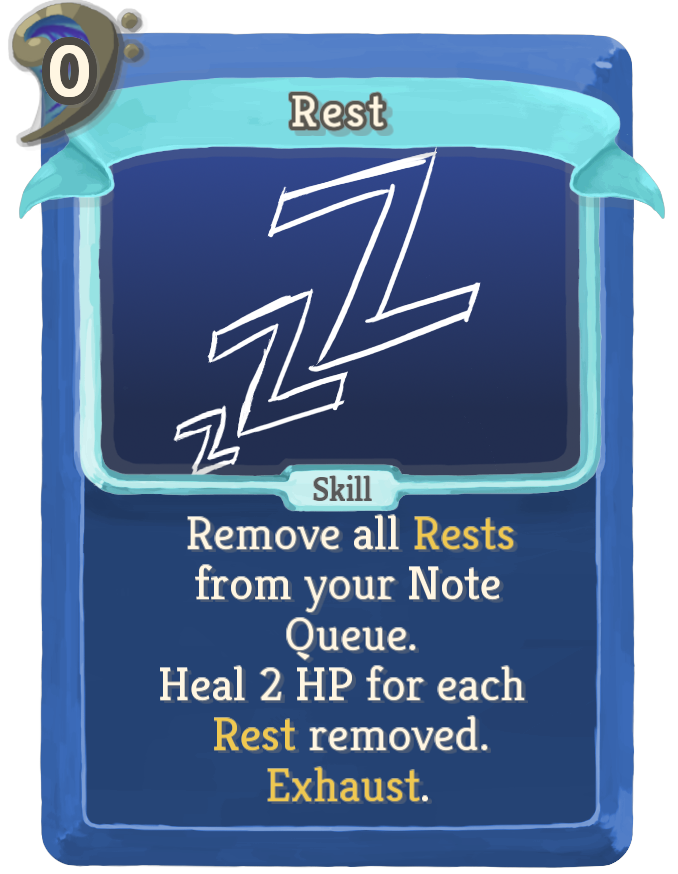 0
Rest
Z
Z
Z
Skill
Remove all Rests
from your Note
Queue.
Heal 2 HP for each
Rest removed.
Exhaust.